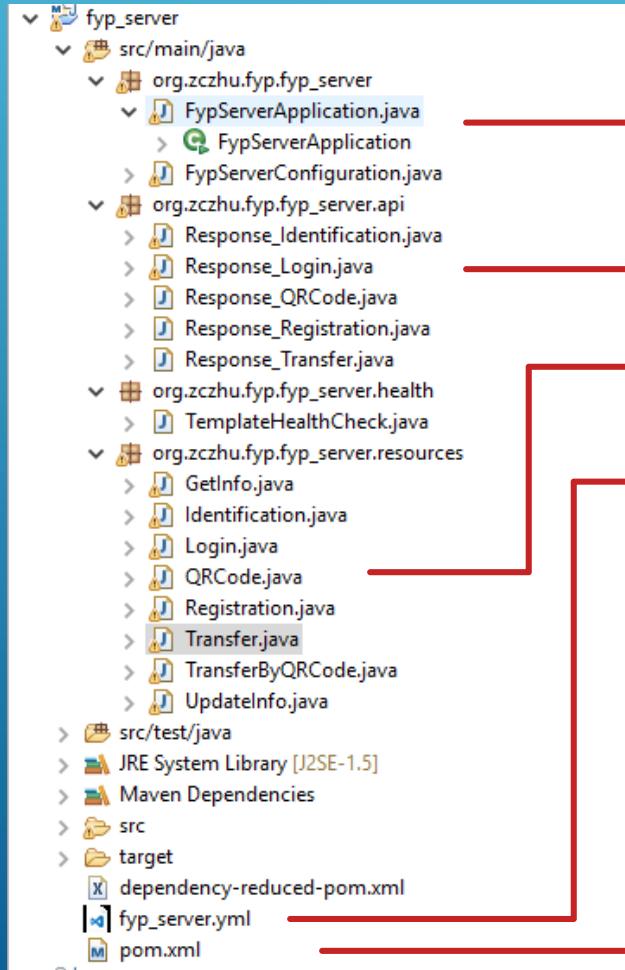 fyp_server
src/main/java
org.zczhu.fyp.fyp_server
FypServerApplication.java
FypServerApplication
FypServerConfiguration.java
org.zczhu.fyp.fyp_server.api
Response_Identification.java
Response_Login.java
Response_QRCode.java
Response_Registration.java
Response_Transfer.java
org.zczhu.fyp.fyp_server.health
TemplateHealthCheck.java
org.zczhu.fyp.fyp_server.resources
GetInfo.java
Identification.java
Login.java
QRCode.java
Registration.java
Transfer.java
TransferByQRCode.java
UpdateInfo.java
src/test/java
JRE System Library [J2SE-1.5]
Maven Dependencies
src
target
dependency-reduced-pom.xml
fyp_server.yml
pom.xml